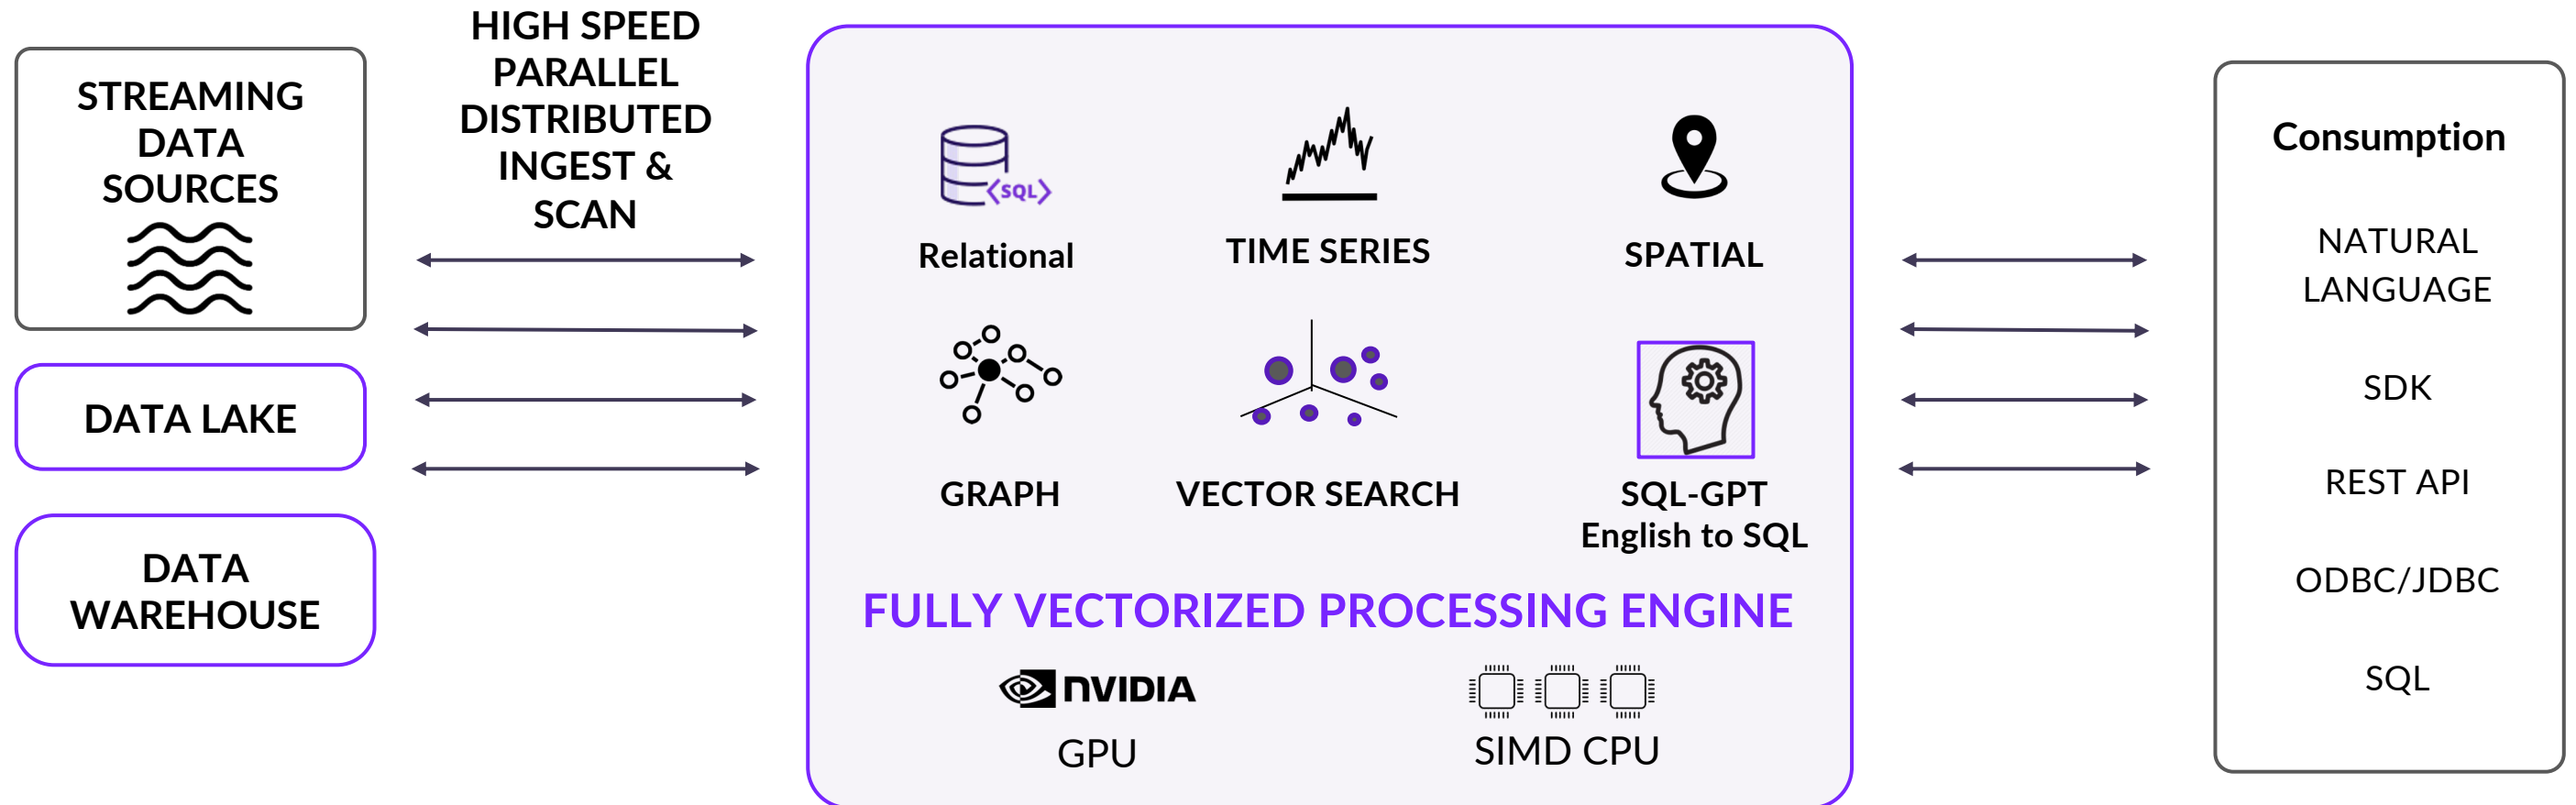 STREAMING
DATA
SOURCES
DATA LAKE
DATA
WAREHOUSE
HIGH SPEED
PARALLEL
DISTRIBUTED
INGEST &
SCAN
<SQL>
Relational
TIME SERIES
SPATIAL
GRAPH
VECTOR SEARCH
SQL-GPT
English to SQL
FULLY VECTORIZED PROCESSING ENGINE
NVIDIA
GPU
SIMD CPU
Consumption
NATURAL
LANGUAGE
SDK
REST API
ODBC/JDBC
SQL